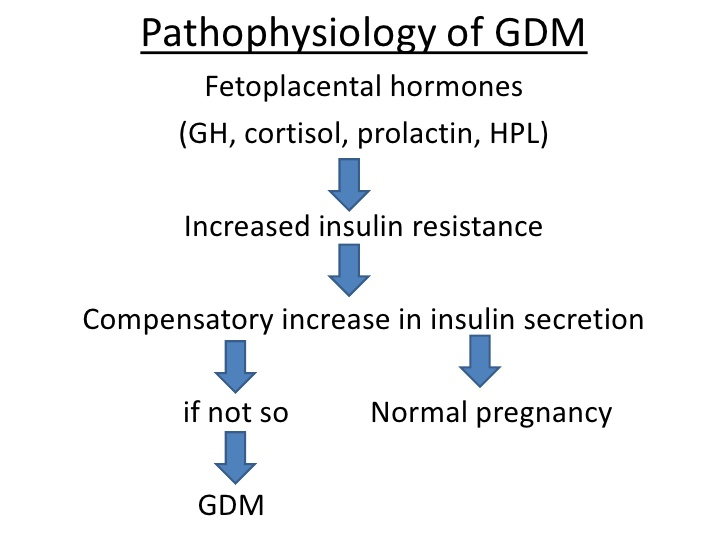 Pathophysiology of GDM
Fetoplacental hormones
(GH, cortisol, prolactin, HPL)
Increased insulin resistance
Compensatory increase in insulin secretion
if not so
Normal pregnancy
GDM